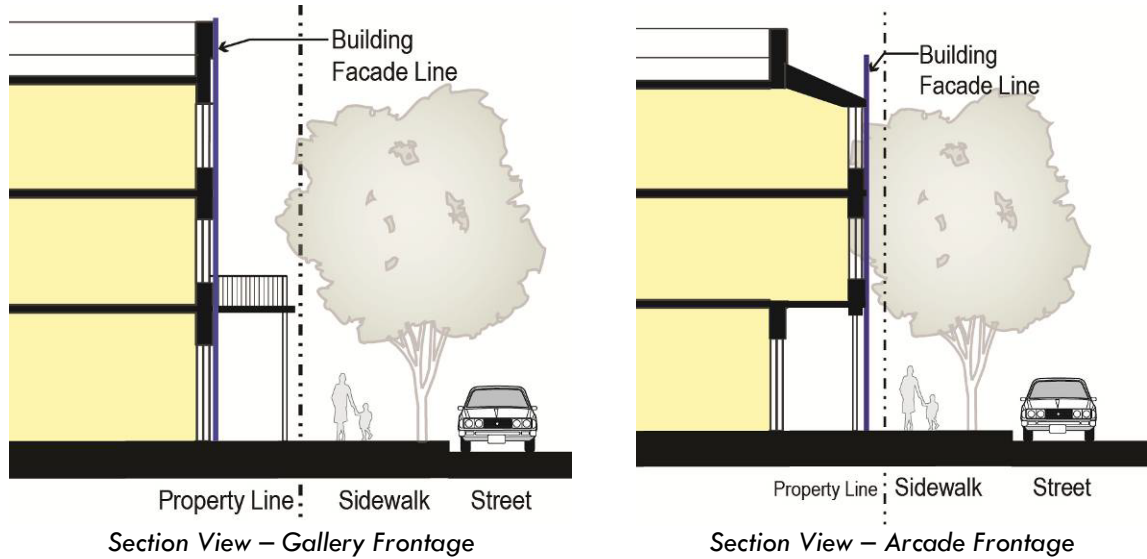 Building
Facade Line
Property Line
Sidewalk
Street
Section View – Gallery Frontage
Building
Facade Line
Property Line
Sidewalk
Street
Section View – Arcade Frontage